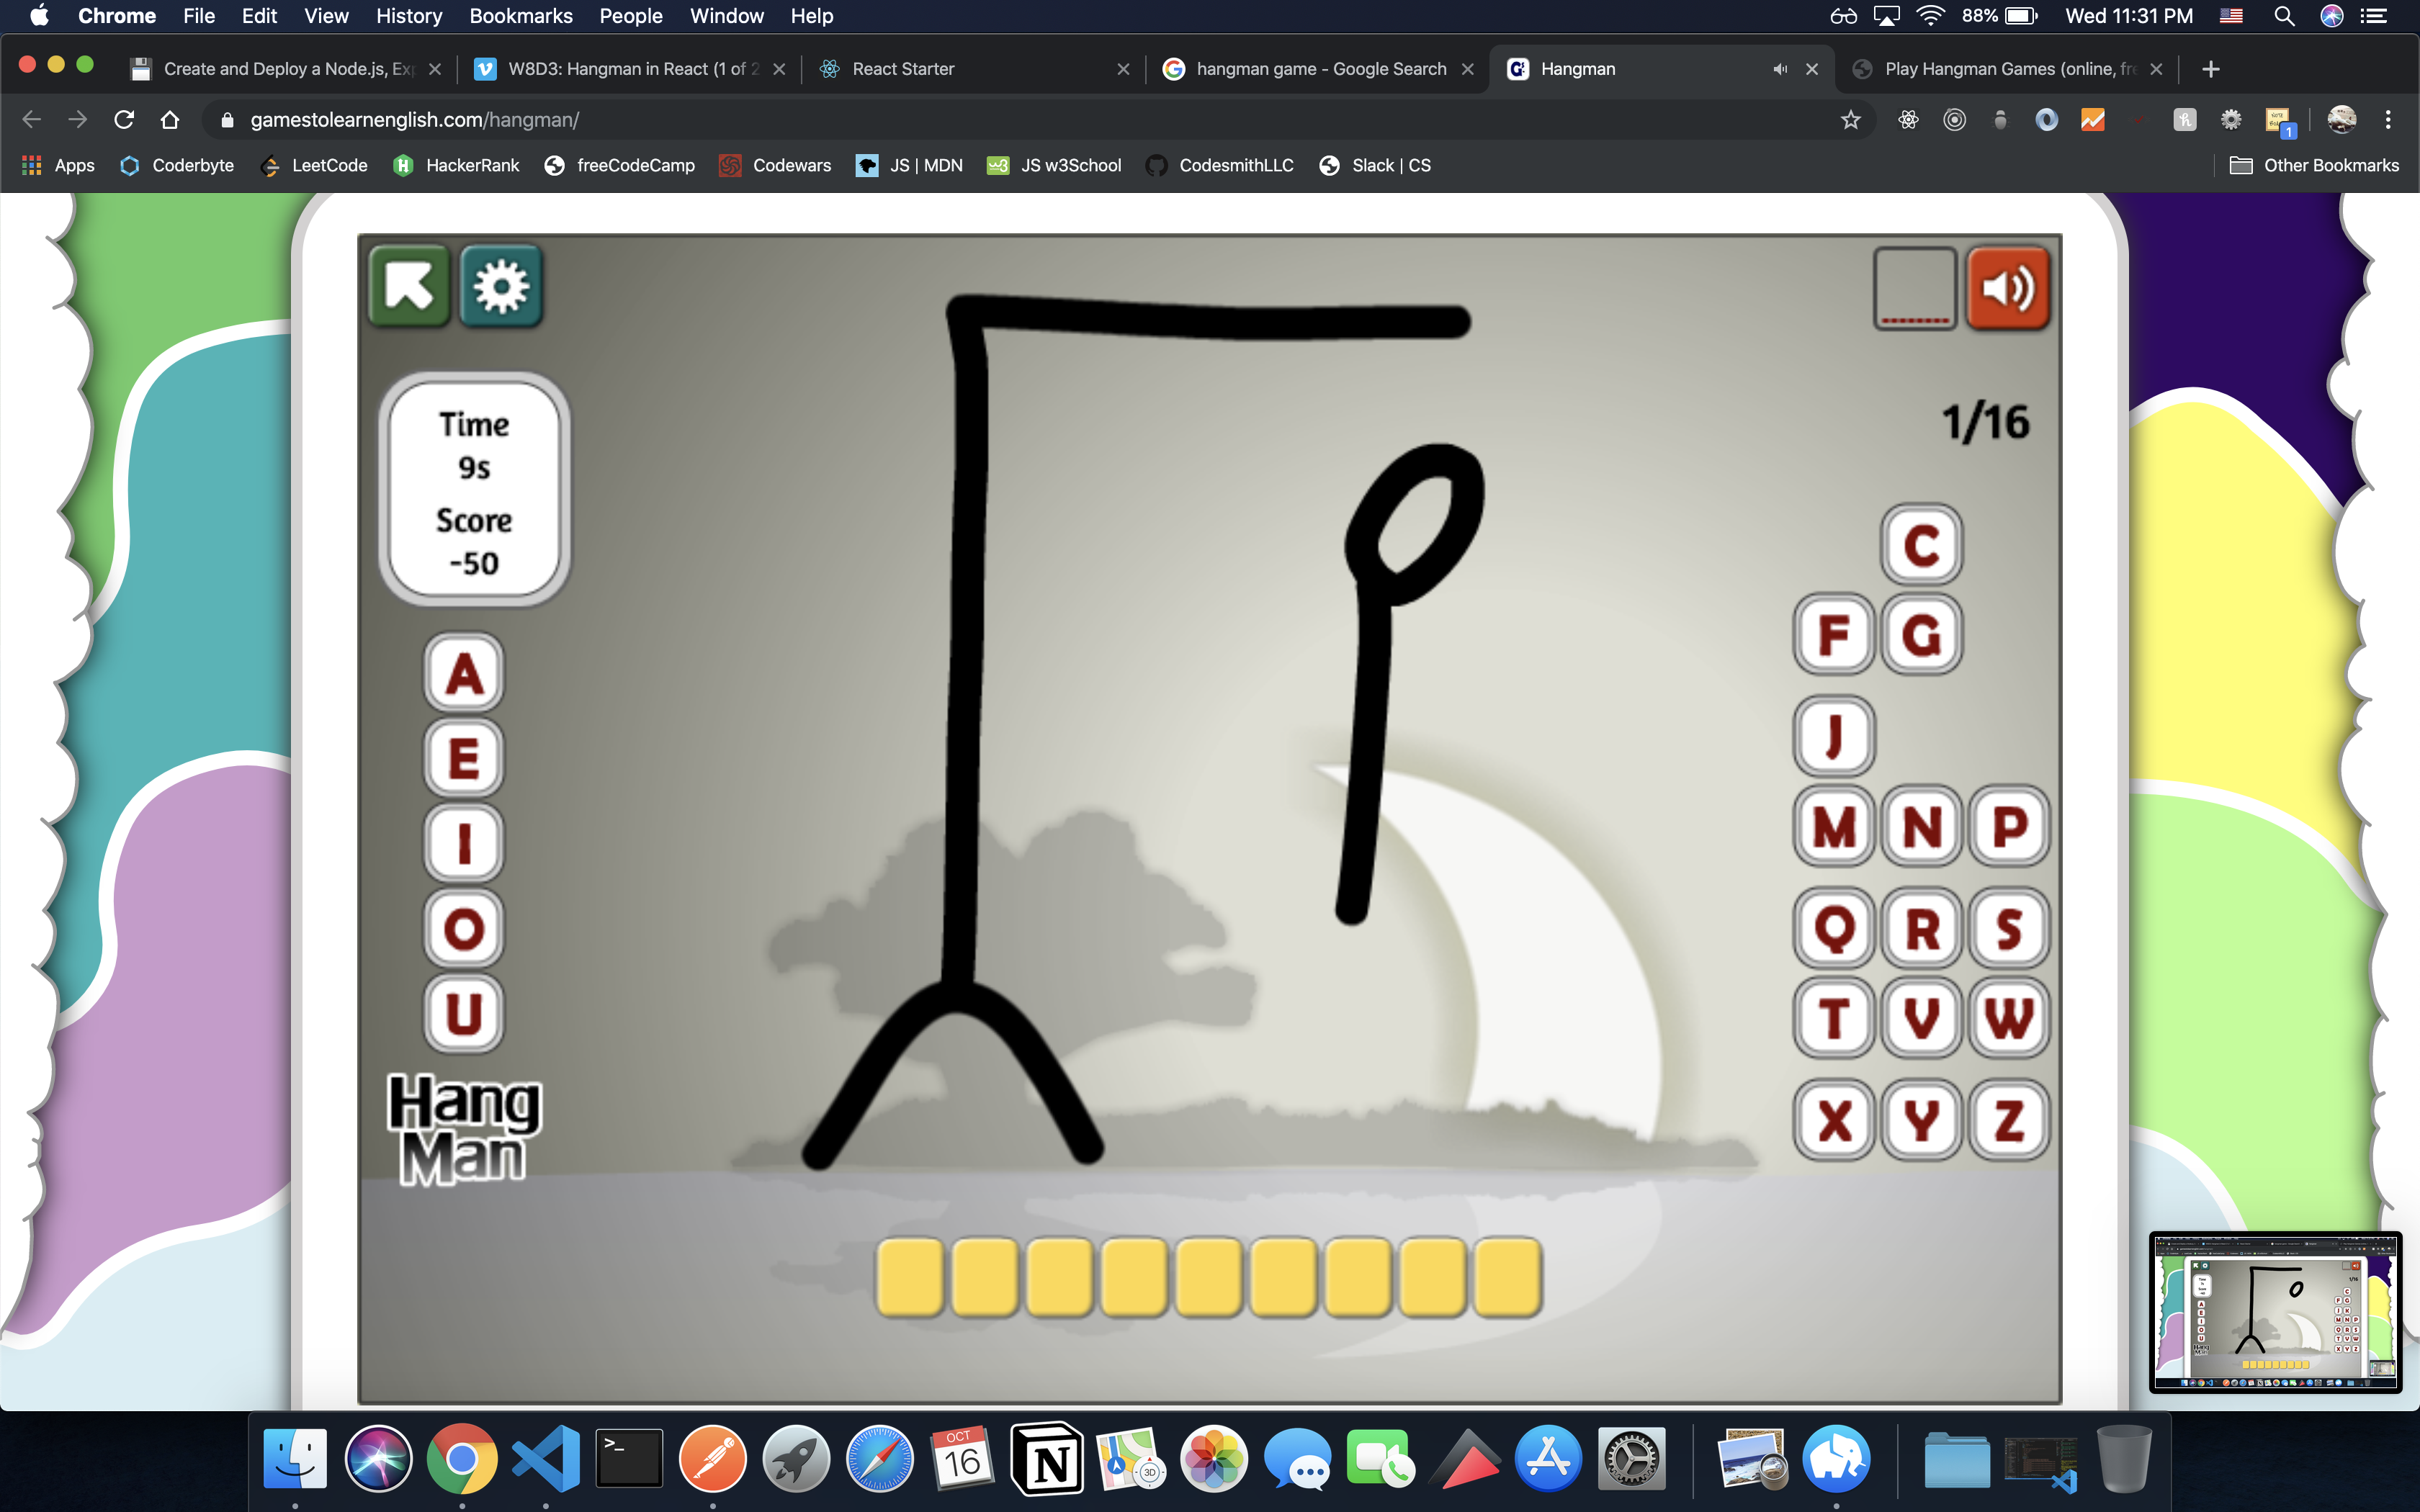 Chrome File Edit View History Bookmarks People Window Help 88% Wed 11:31 PM
Create and Deploy a Node.js, Ex W8D3: Hangman in React (1 of 2 React Starter hangman game - Google Search Hangman Play Hangman Games (online, fre
gamestolearnenglish.com/hangman/ 1
Apps Coderbyte LeetCode HackerRank freeCodeCamp Codewars JS | MDN JS w3School CodesmithLLC Slack | CS Other Bookmarks
Time
9s
Score
-50
1/16
A
E
I
O
U
C
F G
J
M N P
Q R S
T V W
X Y Z
Hang
Man
OCT
16
3D